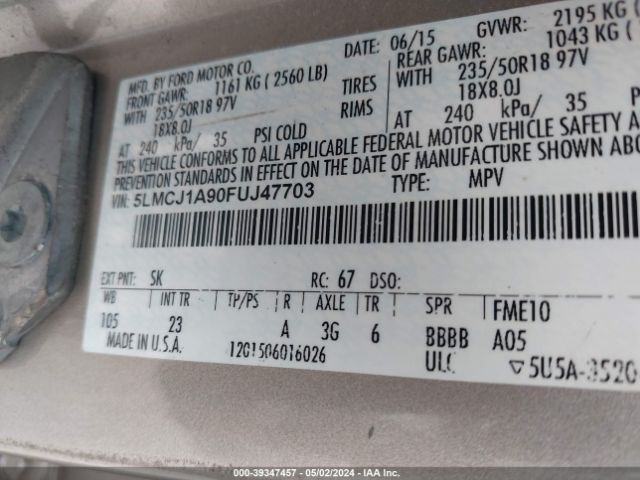 MFD. BY FORD MOTOR CO. DATE: 06/15 GVWR: 2195 KG
FRONT GAWR: 1161 KG ( 2560 LB) REAR GAWR: 1043 KG (
WITH 235/50R18 97V TIRES WITH 235/50R18 97V
18X8.0J RIMS 18X8.0J
AT 240 kPa/ 35 PSI COLD AT 240 kPa/ 35
THIS VEHICLE CONFORMS TO ALL APPLICABLE FEDERAL MOTOR VEHICLE SAFETY A
PREVENTION STANDARDS IN EFFECT ON THE DATE OF MANUFACTURE SHOWN ABO
VIN: 5LMCJ1A90FUJ47703 TYPE: MPV
EXT PNT: SK RC: 67 DSO:
WB INT TR TP/PS R AXLE TR SPR FME10
105 23 A 3G 6 BBBB A05
MADE IN U.S.A. 1201506016026 ULC ▽5U5A-3520
000-39347457 - 05/02/2024 - IAA Inc.